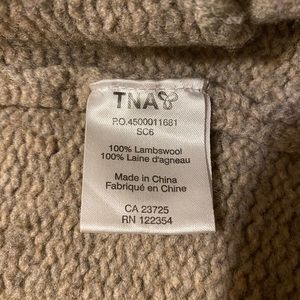 TNA
P.O.4500011681
SC6
100% Lambswool
100% Laine d'agneau
Made in China
Fabriqué en Chine
CA 23725
RN 122354